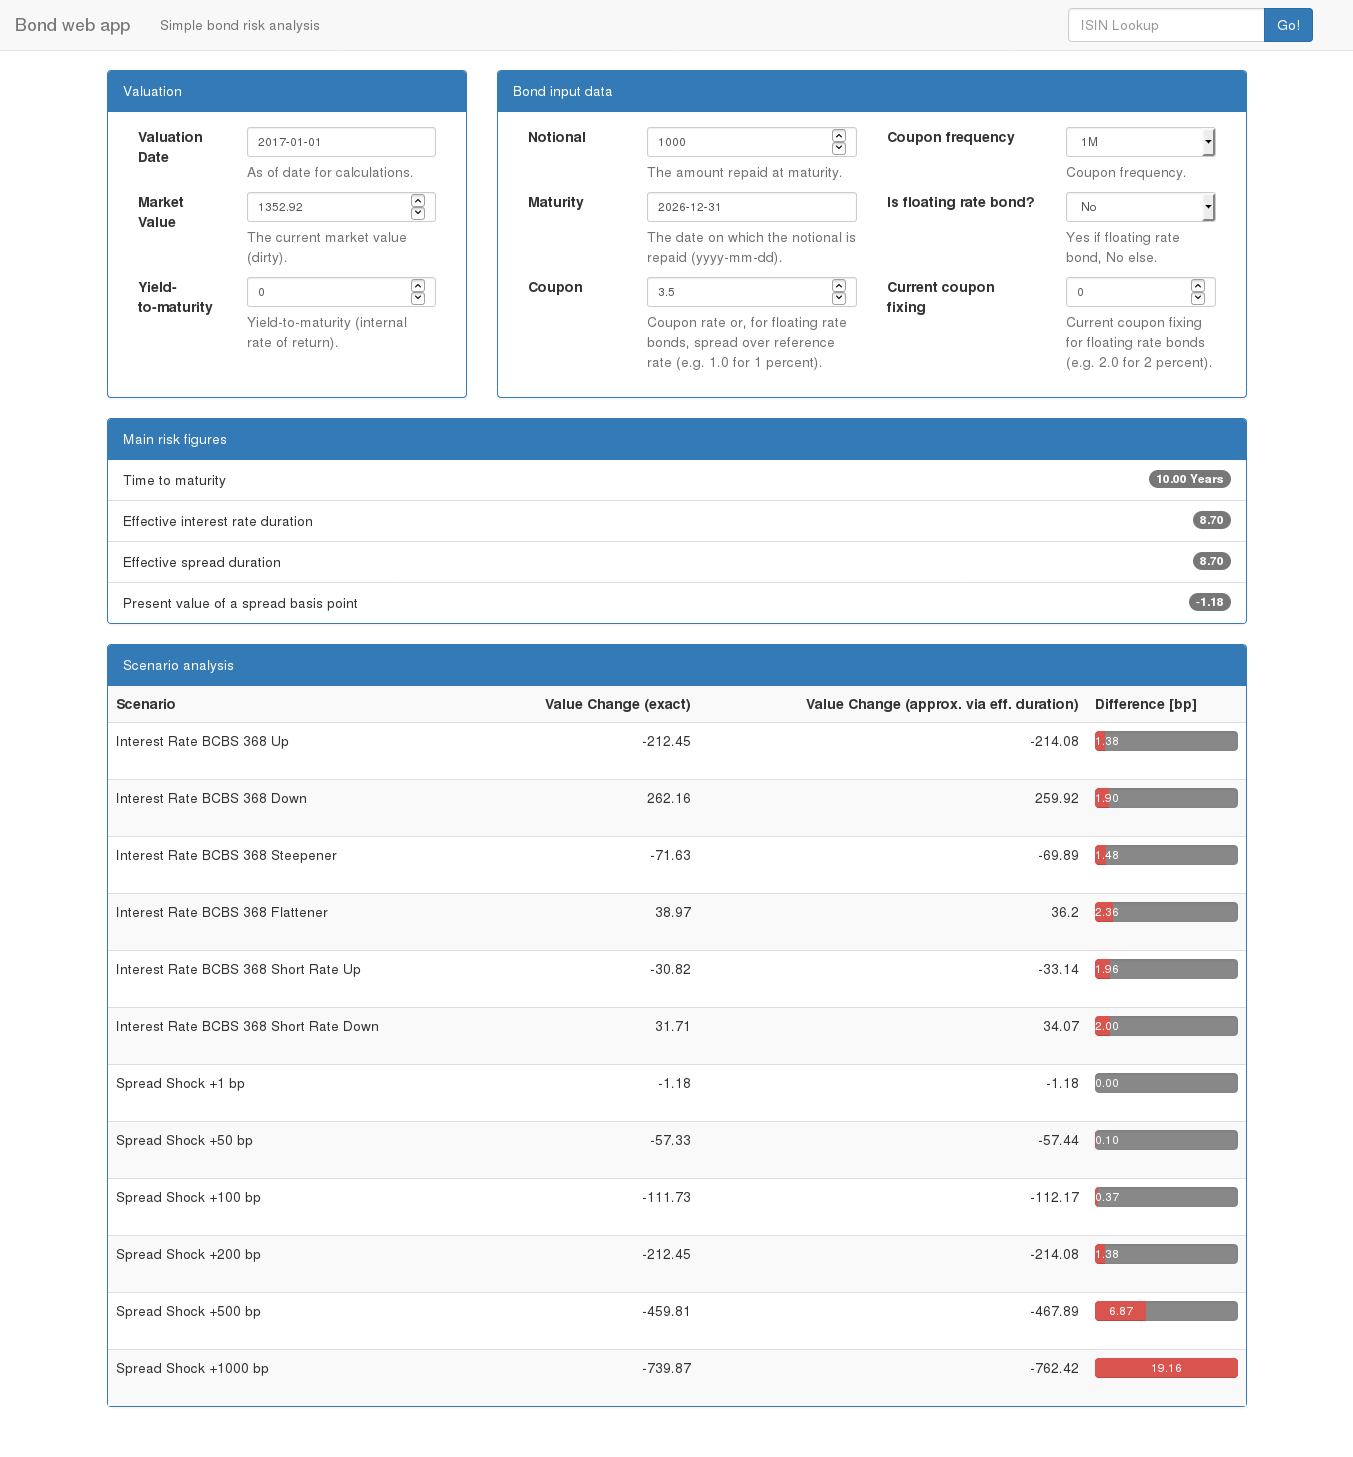 Bond web app
Simple bond risk analysis
ISIN Lookup
Go!
Valuation
Valuation
Date
2017-01-01
As of date for calculations.
Market
Value
1352.92
The current market value
(dirty).
Yield-
to-maturity
0
Yield-to-maturity (internal
rate of return).
Bond input data
Notional
1000
The amount repaid at maturity.
Coupon frequency
1M
Coupon frequency.
Maturity
2026-12-31
The date on which the notional is
repaid (yyyy-mm-dd).
Is floating rate bond?
No
Yes if floating rate
bond, No else.
Coupon
3.5
Coupon rate or, for floating rate
bonds, spread over reference
rate (e.g. 1.0 for 1 percent).
Current coupon
fixing
0
Current coupon fixing
for floating rate bonds
(e.g. 2.0 for 2 percent).
Main risk figures
Time to maturity 10.00 Years
Effective interest rate duration 8.70
Effective spread duration 8.70
Present value of a spread basis point -1.18
Scenario analysis
Scenario Value Change (exact) Value Change (approx. via eff. duration) Difference [bp]
Interest Rate BCBS 368 Up -212.45 -214.08 1.38
Interest Rate BCBS 368 Down 262.16 259.92 1.90
Interest Rate BCBS 368 Steepener -71.63 -69.89 1.48
Interest Rate BCBS 368 Flattener 38.97 36.2 2.36
Interest Rate BCBS 368 Short Rate Up -30.82 -33.14 1.96
Interest Rate BCBS 368 Short Rate Down 31.71 34.07 2.00
Spread Shock +1 bp -1.18 -1.18 0.00
Spread Shock +50 bp -57.33 -57.44 0.10
Spread Shock +100 bp -111.73 -112.17 0.37
Spread Shock +200 bp -212.45 -214.08 1.38
Spread Shock +500 bp -459.81 -467.89 6.87
Spread Shock +1000 bp -739.87 -762.42 19.16